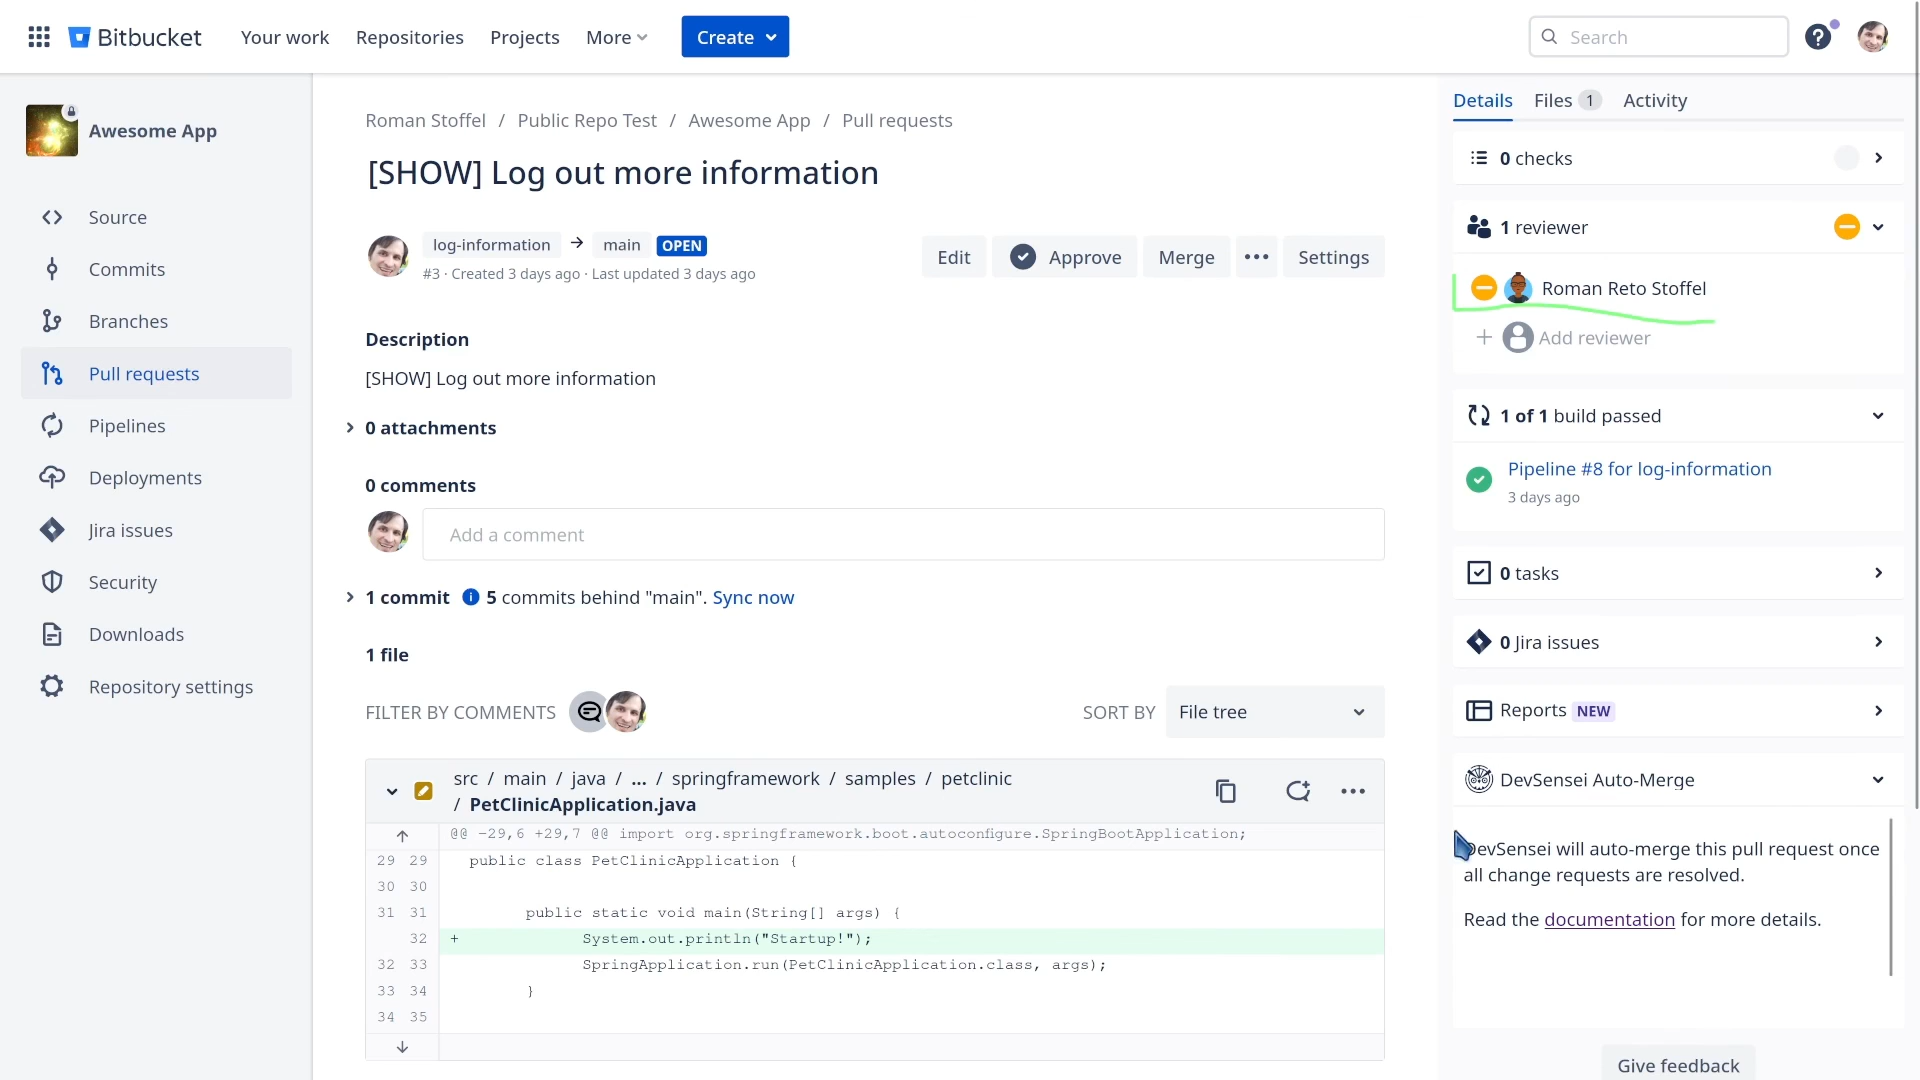 Bitbucket
Your work
Repositories
Projects
More
Create
Search
?
Awesome App
Source
Commits
Branches
Pull requests
Pipelines
Deployments
Jira issues
Security
Downloads
Repository settings
Roman Stoffel / Public Repo Test / Awesome App / Pull requests
[SHOW] Log out more information
log-information → main OPEN
#3 · Created 3 days ago · Last updated 3 days ago
Edit
Approve
Merge
Settings
Description
[SHOW] Log out more information
0 attachments
0 comments
Add a comment
1 commit 5 commits behind "main". Sync now
1 file
FILTER BY COMMENTS
SORT BY File tree
src / main / java / ... / springframework / samples / petclinic
/ PetClinicApplication.java
@@ -29,6 +29,7 @@ import org.springframework.boot.autoconfigure.SpringBootApplication;
29 29 public class PetClinicApplication {
30 30
31 31 public static void main(String[] args) {
32 + System.out.println("Startup!");
32 33 SpringApplication.run(PetClinicApplication.class, args);
33 34 }
34 35
Details
Files 1
Activity
0 checks
1 reviewer
Roman Reto Stoffel
Add reviewer
1 of 1 build passed
Pipeline #8 for log-information
3 days ago
0 tasks
0 Jira issues
Reports NEW
DevSensei Auto-Merge
DevSensei will auto-merge this pull request once
all change requests are resolved.
Read the documentation for more details.
Give feedback